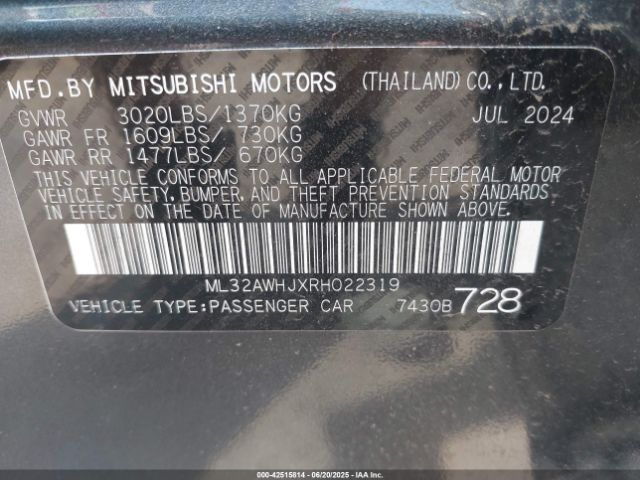 MFD.BY MITSUBISHI MOTORS (THAILAND) CO.,LTD.
GVWR 3020LBS/1370KG JUL 2024
GAWR FR 1609LBS/ 730KG
GAWR RR 1477LBS/ 670KG
THIS VEHICLE CONFORMS TO ALL APPLICABLE FEDERAL MOTOR
VEHICLE SAFETY, BUMPER, AND THEFT PREVENTION STANDARDS
IN EFFECT ON THE DATE OF MANUFACTURE SHOWN ABOVE.
ML32AWHJXRH022319
VEHICLE TYPE:PASSENGER CAR 7430B 728
000-42515814 - 06/20/2025 - IAAI.COM